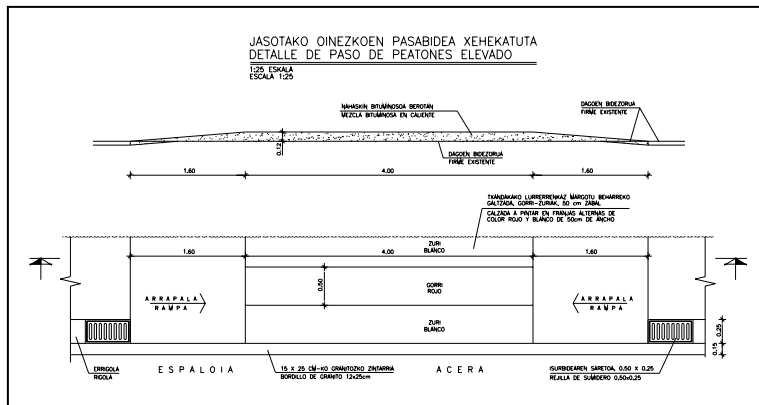 JASOTAKO OINEZKOEN PASABIDEA XEHEKATUTA
DETALLE DE PASO DE PEATONES ELEVADO
1:25 ESKALA
ESCALA 1:25
NAHASKIN BITUMINOSOA BEROTAN
MEZCLA BITUMINOSA EN CALIENTE
DAGOEN BIDEZORUA
FIRME EXISTENTE
0.12
DAGOEN BIDEZORUA
FIRME EXISTENTE
1.60
4.00
1.60
TXANDAKAKO LURRERRENKAZ MARGOTU BEHARREKO
GALTZADA, GORRI-ZURIAK, 50 cm ZABAL
CALZADA A PINTAR EN FRANJAS ALTERNAS DE
COLOR ROJO Y BLANCO DE 50cm DE ANCHO
ZURI
BLANCO
1.60
4.00
1.60
0.50
GORRI
ROJO
ARRAPALA
RAMPA
ARRAPALA
RAMPA
ZURI
BLANCO
0.25
0.15
ERRIGOLA
RIGOLA
ESPALOIA
15 X 25 CM-KO GRANITOZKO ZINTARRIA
BORDILLO DE GRANITO 12x25cm
ACERA
ISURBIDEAREN SARETOA, 0.50 X 0.25
REJILLA DE SUMIDERO 0,50x0,25